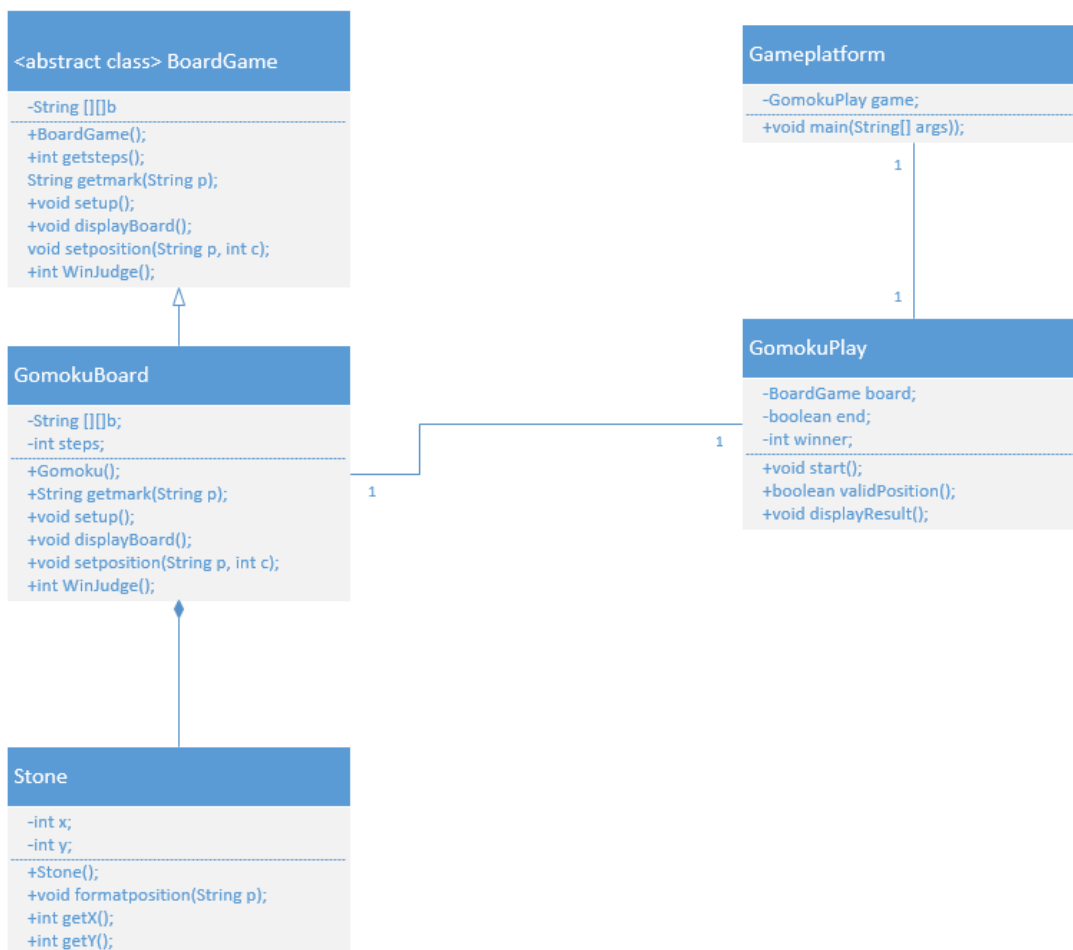 <abstract class> BoardGame
-String [][]b
+BoardGame();
+int getsteps();
String getmark(String p);
+void setup();
+void displayBoard();
void setposition(String p, int c);
+int WinJudge();
GomokuBoard
-String [][]b;
-int steps;
+Gomoku();
+String getmark(String p);
+void setup();
+void displayBoard();
+void setposition(String p, int c);
+int WinJudge();
Stone
-int x;
-int y;
+Stone();
+void formatposition(String p);
+int getX();
+int getY();
Gameplatform
-GomokuPlay game;
+void main(String[] args));
1
1
GomokuPlay
-BoardGame board;
-boolean end;
-int winner;
+void start();
+boolean validPosition();
+void displayResult();
1
1